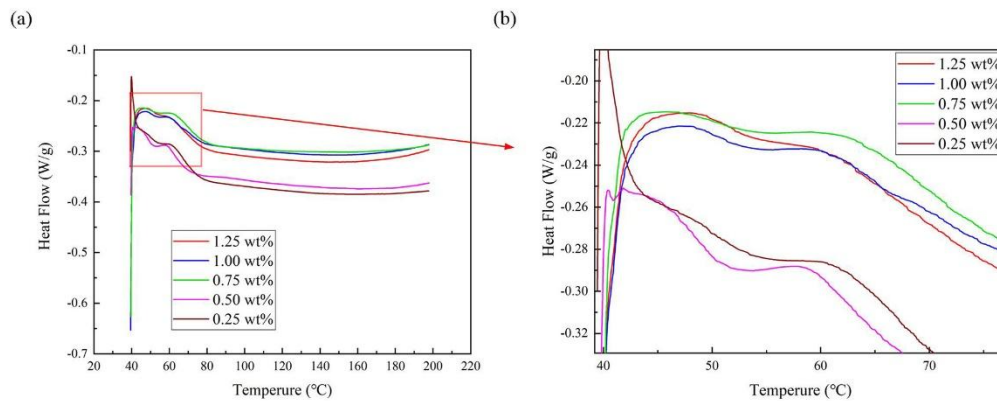 (a)
(b)
-0.1
-0.2
-0.3
-0.4
-0.5
-0.6
-0.7
Heat Flow (W/g)
1.25 wt%
1.00 wt%
0.75 wt%
0.50 wt%
0.25 wt%
20 40 60 80 100 120 140 160 180 200 220
Temperure (℃)
-0.20
-0.22
-0.24
-0.26
-0.28
-0.30
-0.32
Heat Flow (W/g)
1.25 wt%
1.00 wt%
0.75 wt%
0.50 wt%
0.25 wt%
40 50 60 70
Temperure (℃)